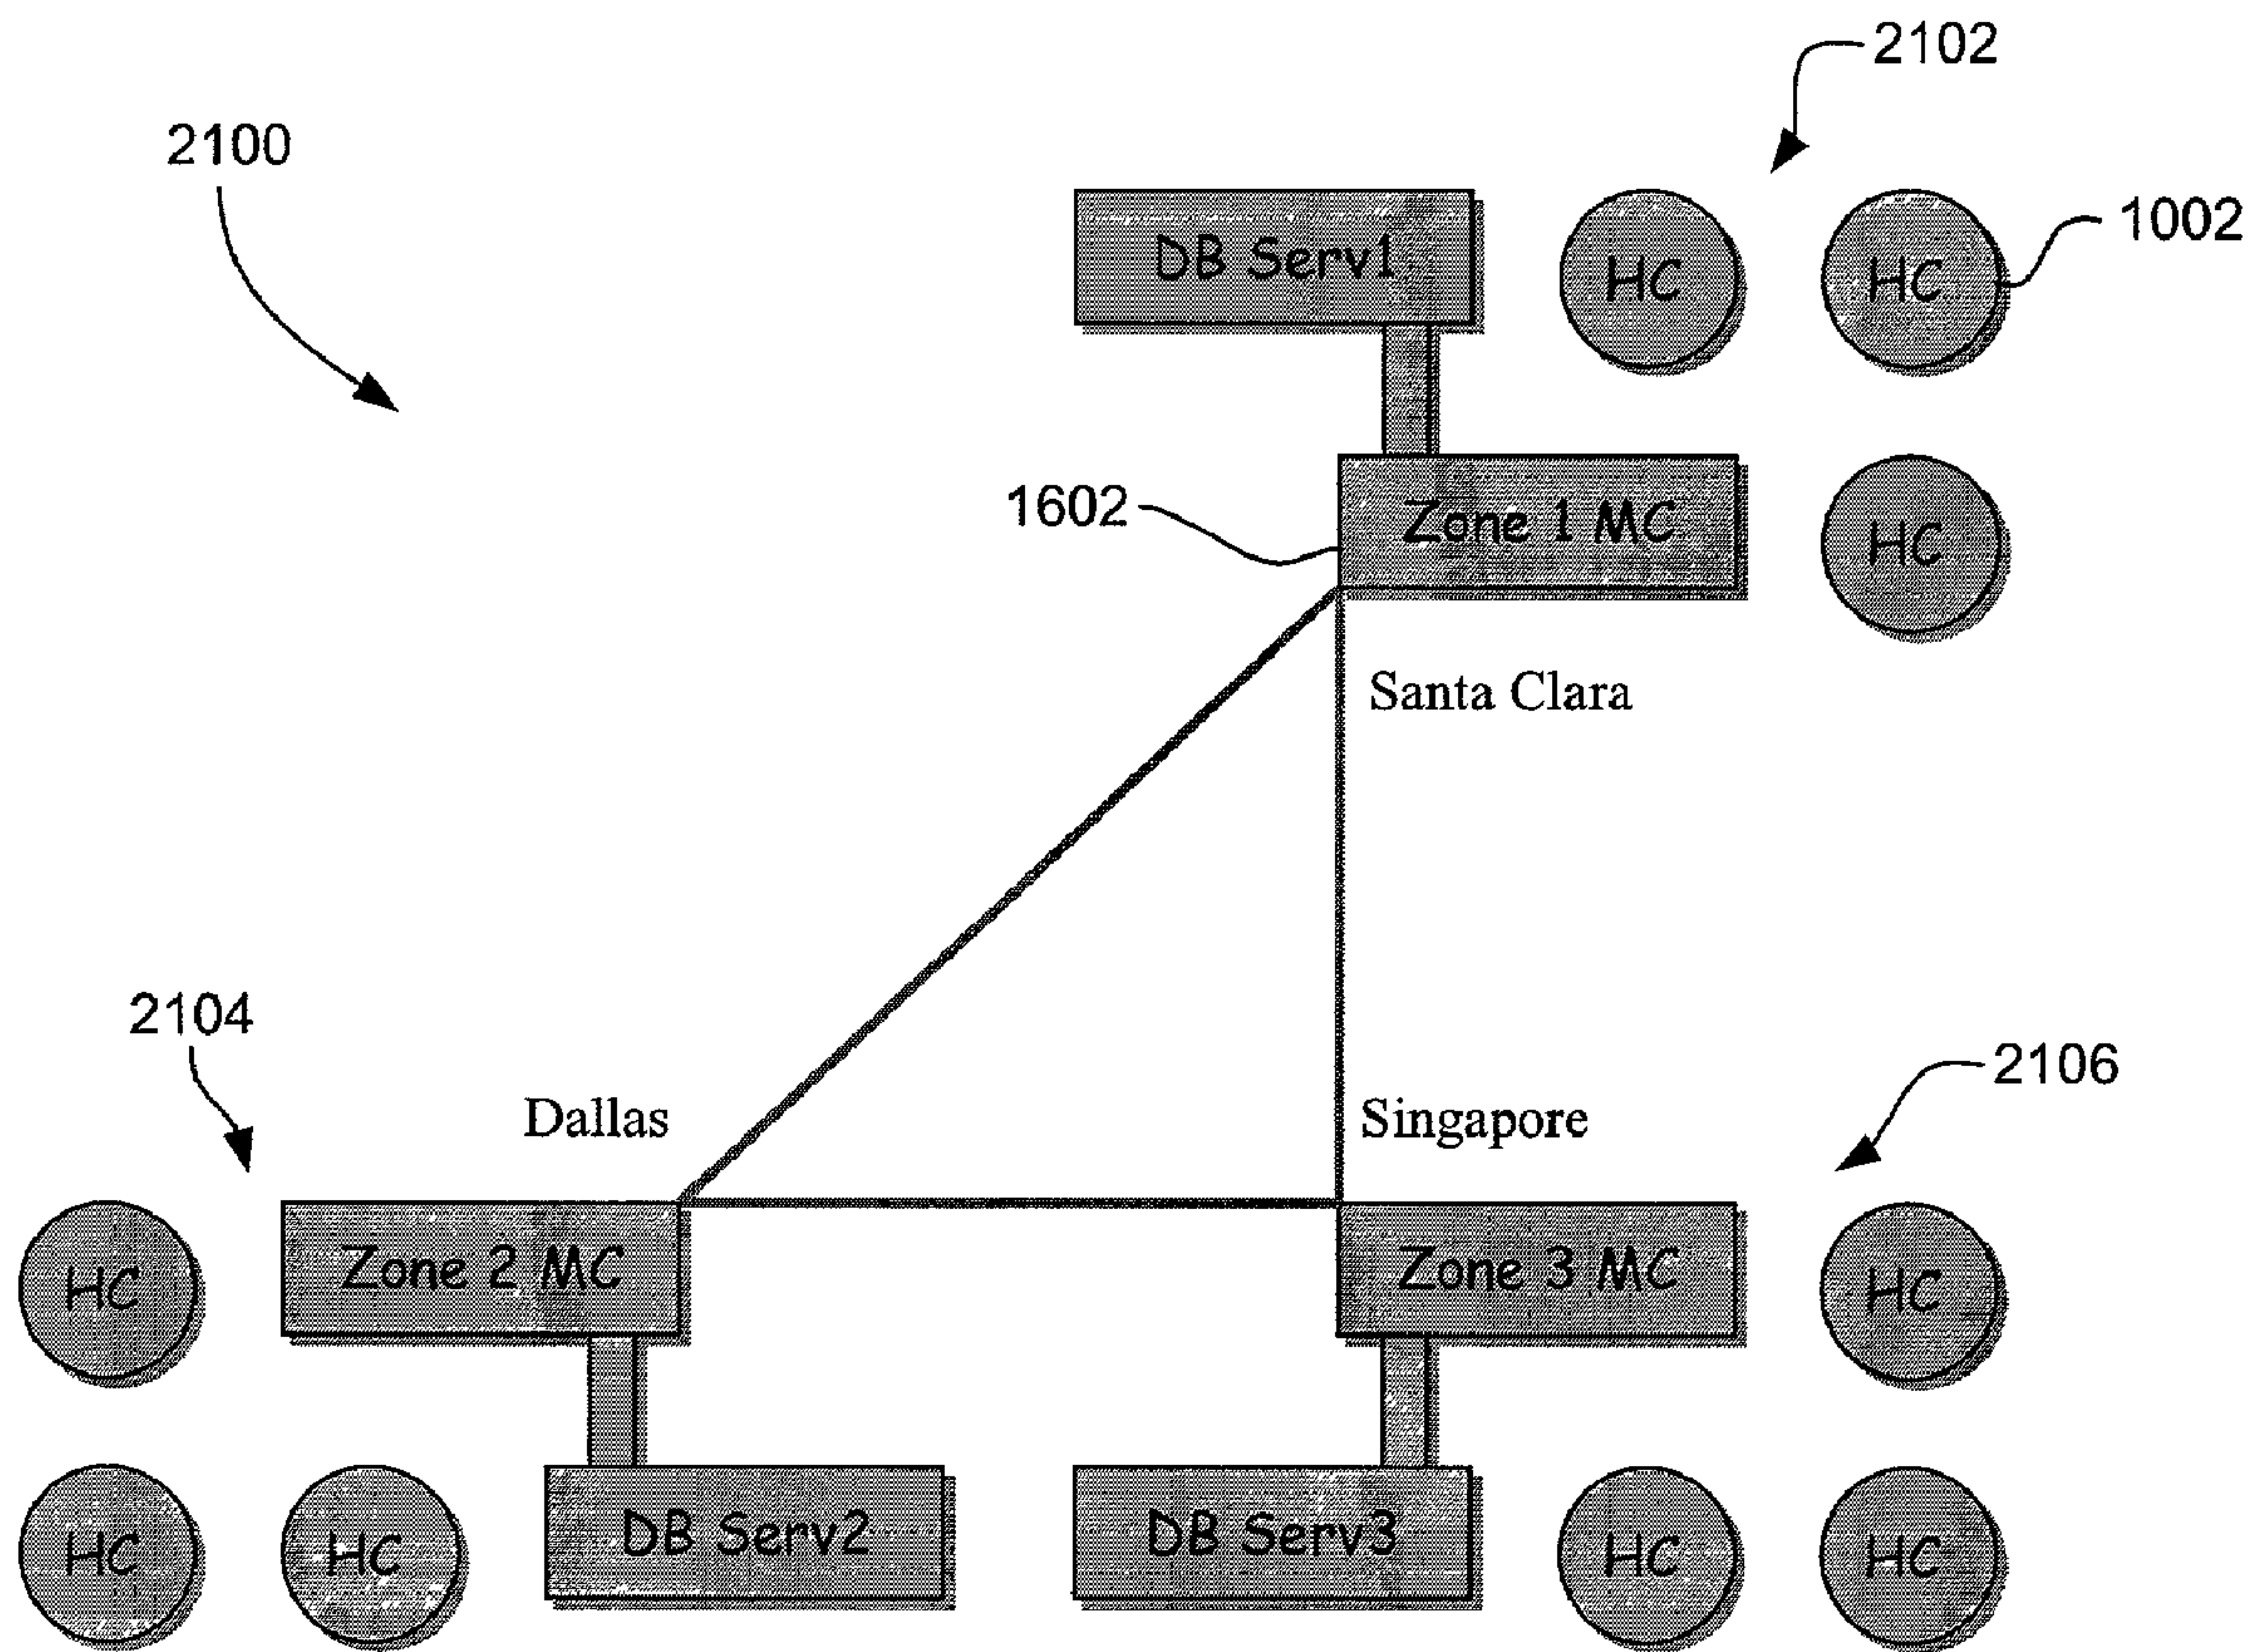 2102
2100
1002
DB Serv1
HC
HC
1602
Zone 1 MC
HC
Santa Clara
2104
2106
Dallas
Singapore
HC
Zone 2 MC
Zone 3 MC
HC
HC
HC
DB Serv2
DB Serv3
HC
HC